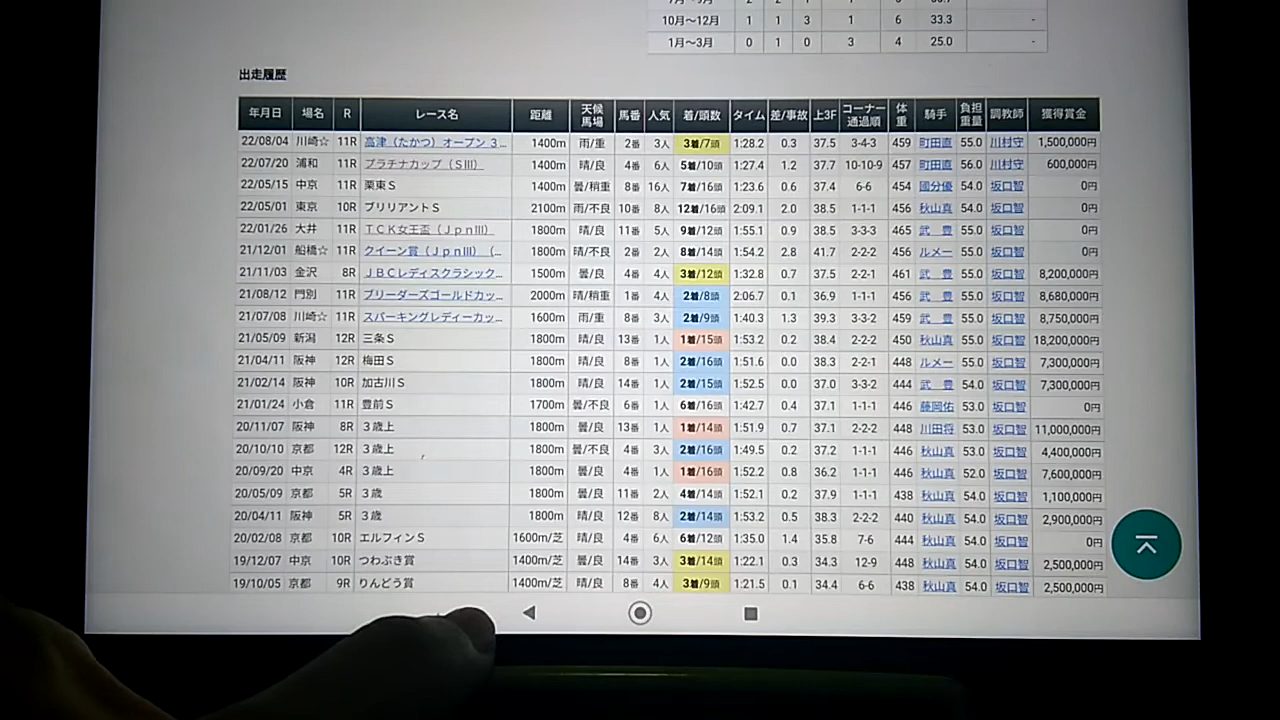 10月～12月 1 1 3 1 6 33.3 -
1月～3月 0 1 0 3 4 25.0 -
出走履歴
年月日 場名 R レース名 距離 天候馬場 馬番 人気 着/頭数 タイム 差/事故 上3F コーナー通過順 体重 騎手 負担重量 調教師 獲得賞金
22/08/04 川崎☆ 11R 高津（たかつ）オープン 3... 1400m 雨/重 2番 3人 3着/7頭 1:28.2 0.3 37.5 3-4-3 459 町田直 55.0 川村守 1,500,000円
22/07/20 浦和 11R プラチナカップ（SⅢ） 1400m 晴/良 4番 6人 5着/10頭 1:27.4 1.2 37.7 10-10-9 457 町田直 56.0 川村守 600,000円
22/05/15 中京 11R 栗東Ｓ 1400m 曇/稍重 8番 16人 7着/16頭 1:23.6 0.6 37.4 6-6 454 國分優 54.0 坂口智 0円
22/05/01 東京 10R ブリリアントＳ 2100m 雨/不良 10番 8人 12着/16頭 2:09.1 2.0 38.5 1-1-1 456 秋山真 54.0 坂口智 0円
22/01/26 大井 11R ＴＣＫ女王盃（ＪｐｎⅢ） 1800m 晴/良 11番 5人 9着/12頭 1:55.1 0.9 38.5 3-3-3 465 武　豊 55.0 坂口智 0円
21/12/01 船橋☆ 11R クイーン賞（ＪｐｎⅢ）（... 1800m 晴/不良 2番 2人 8着/14頭 1:54.2 2.8 41.7 2-2-2 456 ルメー 55.0 坂口智 0円
21/11/03 金沢 8R ＪＢＣレディスクラシック... 1500m 曇/良 4番 4人 3着/12頭 1:32.8 0.7 37.5 2-2-1 461 武　豊 55.0 坂口智 8,200,000円
21/08/12 門別 11R ブリーダーズゴールドカッ... 2000m 晴/稍重 1番 4人 2着/8頭 2:06.7 0.1 36.9 1-1-1 456 武　豊 55.0 坂口智 8,680,000円
21/07/08 川崎☆ 11R スパーキングレディーカッ... 1600m 雨/重 8番 3人 2着/9頭 1:40.3 1.3 39.3 3-3-2 459 武　豊 55.0 坂口智 8,750,000円
21/05/09 新潟 12R 三条Ｓ 1800m 晴/良 13番 1人 1着/15頭 1:53.2 0.2 38.4 2-2-2 450 秋山真 55.0 坂口智 18,200,000円
21/04/11 阪神 12R 梅田Ｓ 1800m 晴/良 8番 1人 2着/16頭 1:51.6 0.0 38.3 2-2-1 448 ルメー 55.0 坂口智 7,300,000円
21/02/14 阪神 10R 加古川Ｓ 1800m 晴/良 14番 1人 2着/15頭 1:52.5 0.0 37.0 3-3-2 444 武　豊 54.0 坂口智 7,300,000円
21/01/24 小倉 11R 豊前Ｓ 1700m 曇/不良 6番 1人 6着/16頭 1:42.7 0.4 37.1 1-1-1 446 藤岡佑 53.0 坂口智 0円
20/11/07 阪神 8R ３歳上 1800m 曇/良 13番 1人 1着/14頭 1:51.9 0.7 37.1 2-2-2 448 川田将 53.0 坂口智 11,000,000円
20/10/10 京都 12R ３歳上 1800m 曇/不良 4番 3人 2着/16頭 1:49.5 0.2 37.2 1-1-1 446 秋山真 53.0 坂口智 4,400,000円
20/09/20 中京 4R ３歳上 1800m 曇/良 4番 1人 1着/16頭 1:52.2 0.8 36.2 1-1-1 446 秋山真 52.0 坂口智 7,600,000円
20/05/09 京都 5R ３歳 1800m 曇/良 11番 2人 4着/14頭 1:52.2 0.2 37.9 1-1-1 438 秋山真 54.0 坂口智 1,100,000円
20/04/11 阪神 5R ３歳 1800m 晴/良 12番 8人 2着/14頭 1:53.2 0.5 38.3 2-2-2 440 秋山真 54.0 坂口智 2,900,000円
20/02/08 京都 10R エルフィンＳ 1600m/芝 晴/良 4番 6人 6着/12頭 1:35.0 1.4 35.8 7-6 444 秋山真 54.0 坂口智 0円
19/12/07 中京 10R つわぶき賞 1400m/芝 曇/良 14番 3人 3着/14頭 1:22.1 0.3 34.3 12-9 448 秋山真 54.0 坂口智 2,500,000円
19/10/05 京都 9R りんどう賞 1400m/芝 晴/良 8番 4人 3着/9頭 1:21.5 0.1 34.4 6-6 438 秋山真 54.0 坂口智 2,500,000円